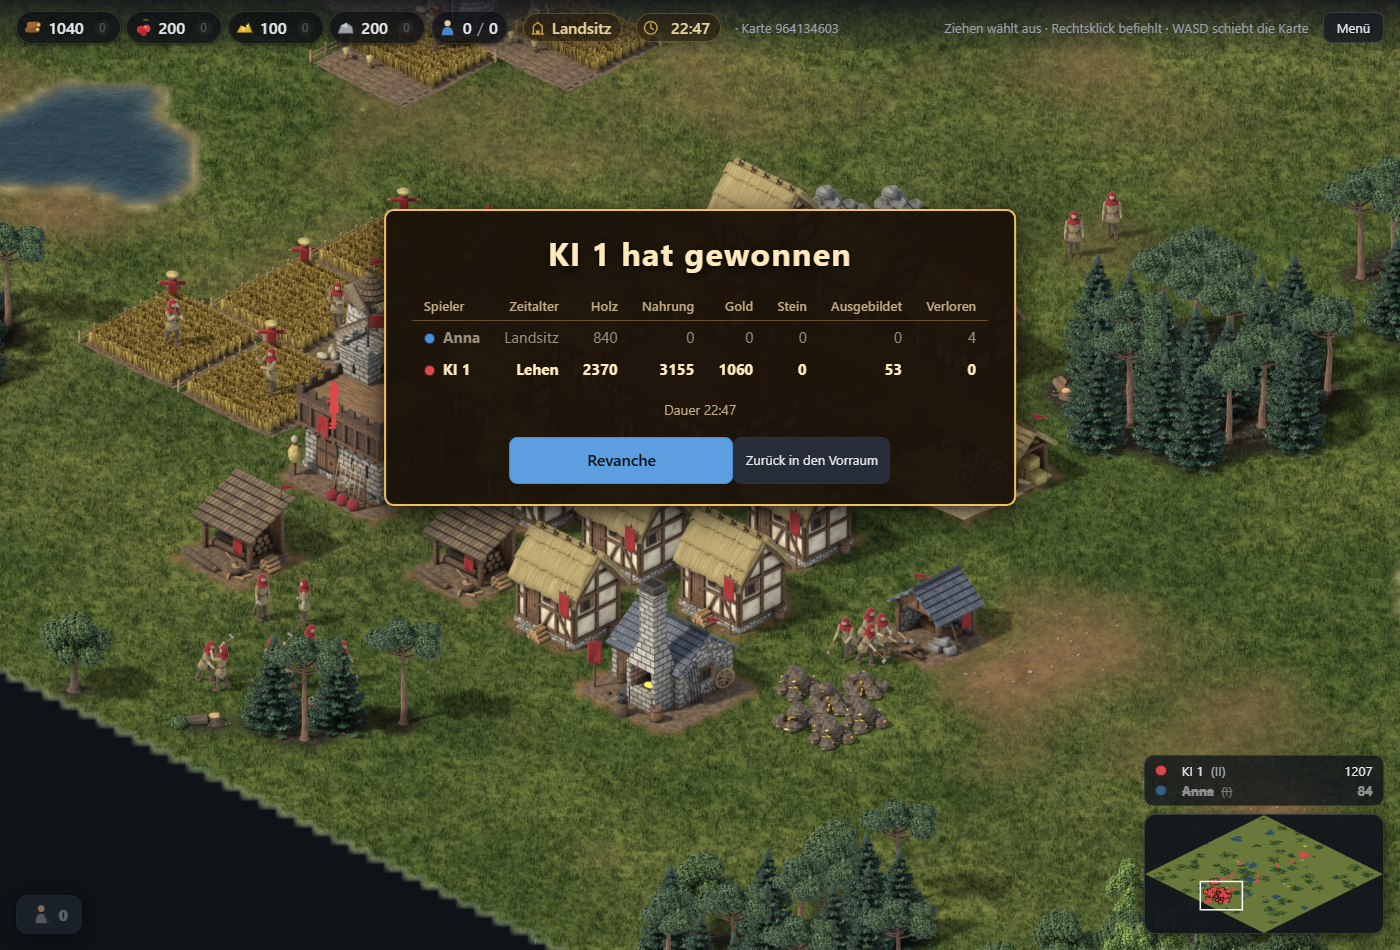 1040 0 200 0 100 0 200 0 0 / 0 Landsitz 22:47 · Karte 964134603 Ziehen wählt aus · Rechtsklick befiehlt · WASD schiebt die Karte Menü
KI 1 hat gewonnen
Spieler Zeitalter Holz Nahrung Gold Stein Ausgebildet Verloren
Anna Landsitz 840 0 0 0 0 4
KI 1 Lehen 2370 3155 1060 0 53 0
Dauer 22:47
Revanche Zurück in den Vorraum
KI 1 (II) 1207
Anna (I) 84
0